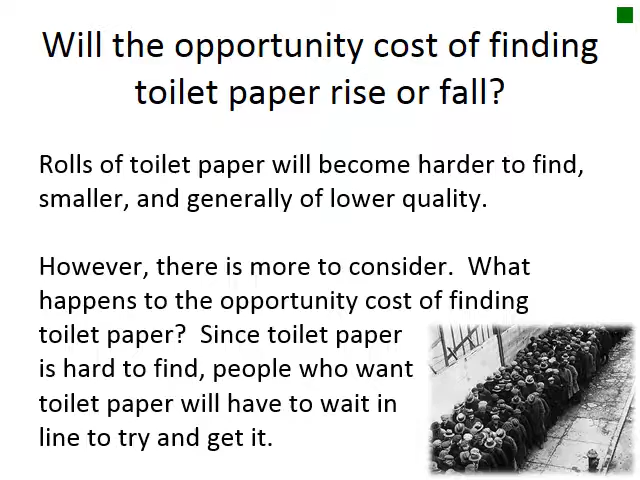 Will the opportunity cost of finding
toilet paper rise or fall?
Rolls of toilet paper will become harder to find,
smaller, and generally of lower quality.
However, there is more to consider.  What
happens to the opportunity cost of finding
toilet paper?  Since toilet paper
is hard to find, people who want
toilet paper will have to wait in
line to try and get it.